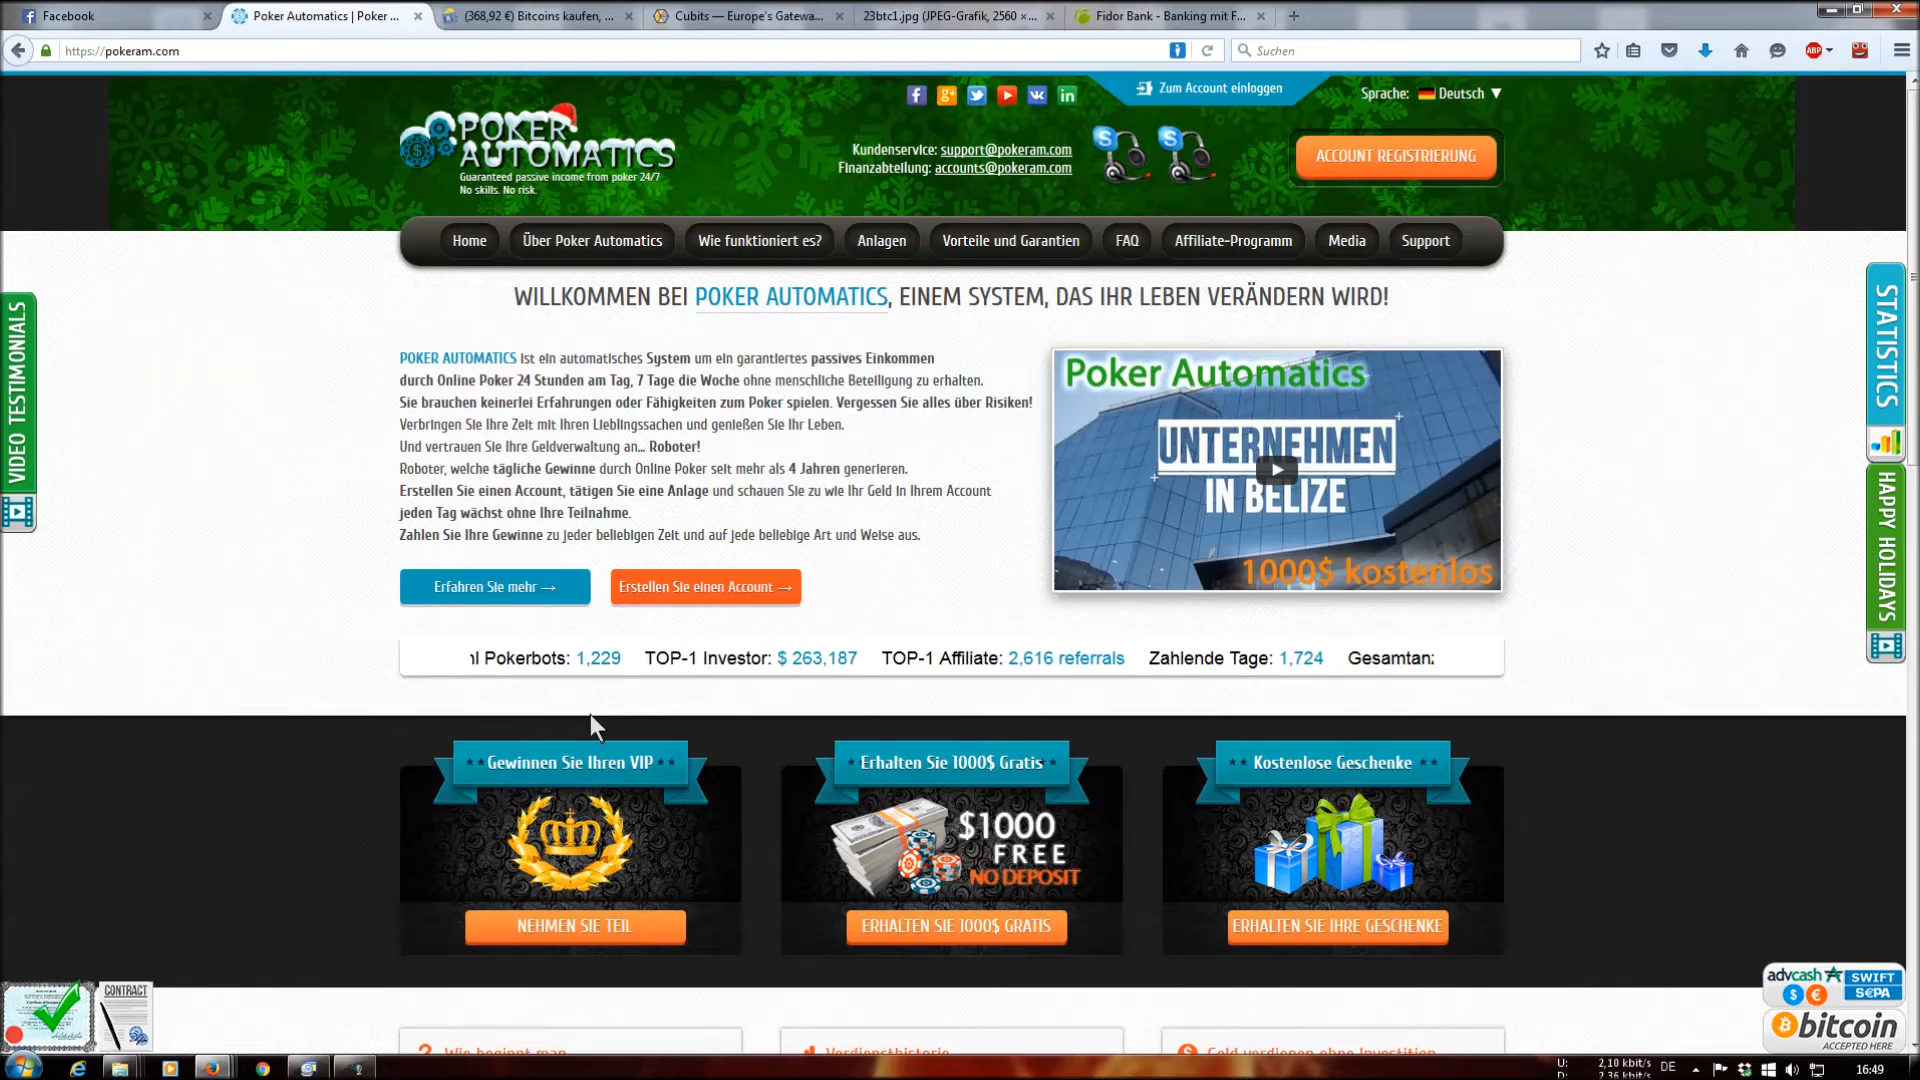 Facebook
Poker Automatics | Poker ...
(368,92 €) Bitcoins kaufen, ...
Cubits — Europe's Gatewa...
23btc1.jpg (JPEG-Grafik, 2560 ×...
Fidor Bank - Banking mit F...
https://pokeram.com
Suchen
ABP
Zum Account einloggen
Sprache: Deutsch ▼
POKER
AUTOMATICS
Guaranteed passive income from poker 24/7
No skills. No risk.
Kundenservice: support@pokeram.com
Finanzabteilung: accounts@pokeram.com
ACCOUNT REGISTRIERUNG
Home
Über Poker Automatics
Wie funktioniert es?
Anlagen
Vorteile und Garantien
FAQ
Affiliate-Programm
Media
Support
WILLKOMMEN BEI POKER AUTOMATICS, EINEM SYSTEM, DAS IHR LEBEN VERÄNDERN WIRD!
VIDEO TESTIMONIALS
STATISTICS
HAPPY HOLIDAYS
POKER AUTOMATICS ist ein automatisches System um ein garantiertes passives Einkommen
durch Online Poker 24 Stunden am Tag, 7 Tage die Woche ohne menschliche Beteiligung zu erhalten.
Sie brauchen keinerlei Erfahrungen oder Fähigkeiten zum Poker spielen. Vergessen Sie alles über Risiken!
Verbringen Sie Ihre Zeit mit Ihren Lieblingssachen und genießen Sie Ihr Leben.
Und vertrauen Sie Ihre Geldverwaltung an... Roboter!
Roboter, welche tägliche Gewinne durch Online Poker seit mehr als 4 Jahren generieren.
Erstellen Sie einen Account, tätigen Sie eine Anlage und schauen Sie zu wie Ihr Geld in Ihrem Account
jeden Tag wächst ohne Ihre Teilnahme.
Zahlen Sie Ihre Gewinne zu jeder beliebigen Zeit und auf jede beliebige Art und Weise aus.
Poker Automatics
UNTERNEHMEN
IN BELIZE
1000$ kostenlos
Erfahren Sie mehr →
Erstellen Sie einen Account →
nl Pokerbots: 1,229 TOP-1 Investor: $ 263,187 TOP-1 Affiliate: 2,616 referrals Zahlende Tage: 1,724 Gesamtanz
Gewinnen Sie Ihren VIP
Erhalten Sie 1000$ Gratis
Kostenlose Geschenke
$1000
FREE
NO DEPOSIT
NEHMEN SIE TEIL
ERHALTEN SIE 1000$ GRATIS
ERHALTEN SIE IHRE GESCHENKE
CONTRACT
advcash
SWIFT
S€PA
bitcoin
ACCEPTED HERE
Wie beginnt man
Verdiensthistorie
Geld verdienen ohne Investition
U: 2,10 kbit/s
D: 2,36 kbit/s
DE
16:49